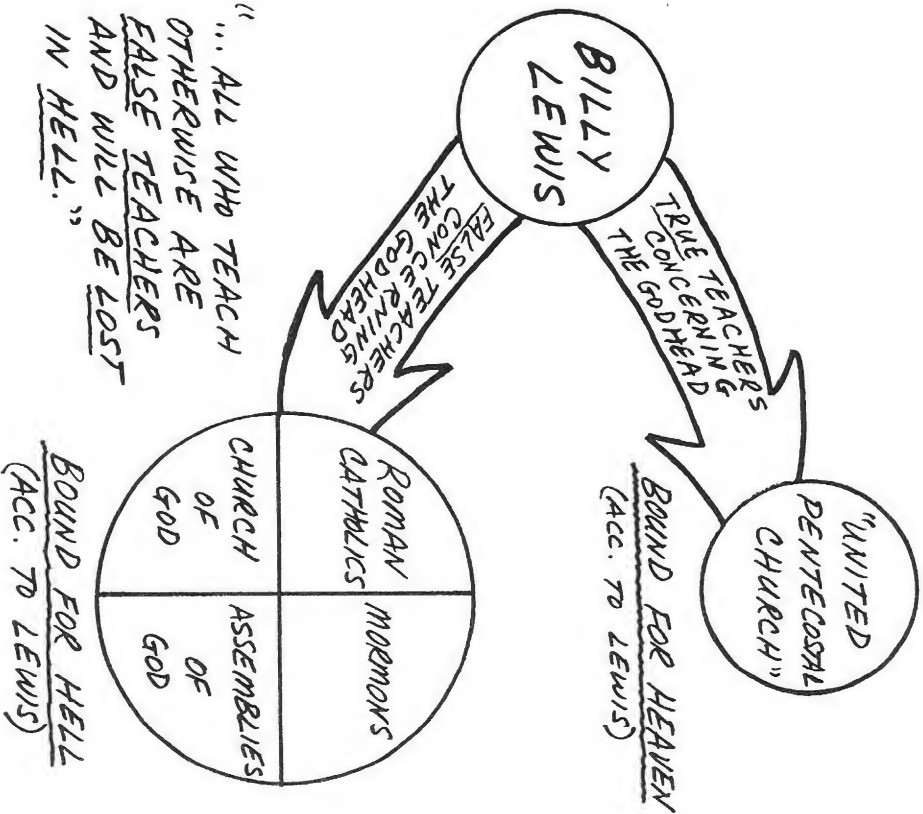 "UNITED
PENTECOSTAL
CHURCH"
TRUE TEACHERS
CONCERNING
THE GODHEAD
BOUND FOR HEAVEN
(ACC. TO LEWIS)
BILLY
LEWIS
FALSE TEACHERS
CONCERNING
THE GODHEAD
ROMAN
CATHOLICS
MORMONS
CHURCH
OF
GOD
ASSEMBLIES
OF
GOD
"... ALL WHO TEACH
OTHERWISE ARE
FALSE TEACHERS
AND WILL BE LOST
IN HELL."
BOUND FOR HELL
(ACC. TO LEWIS)